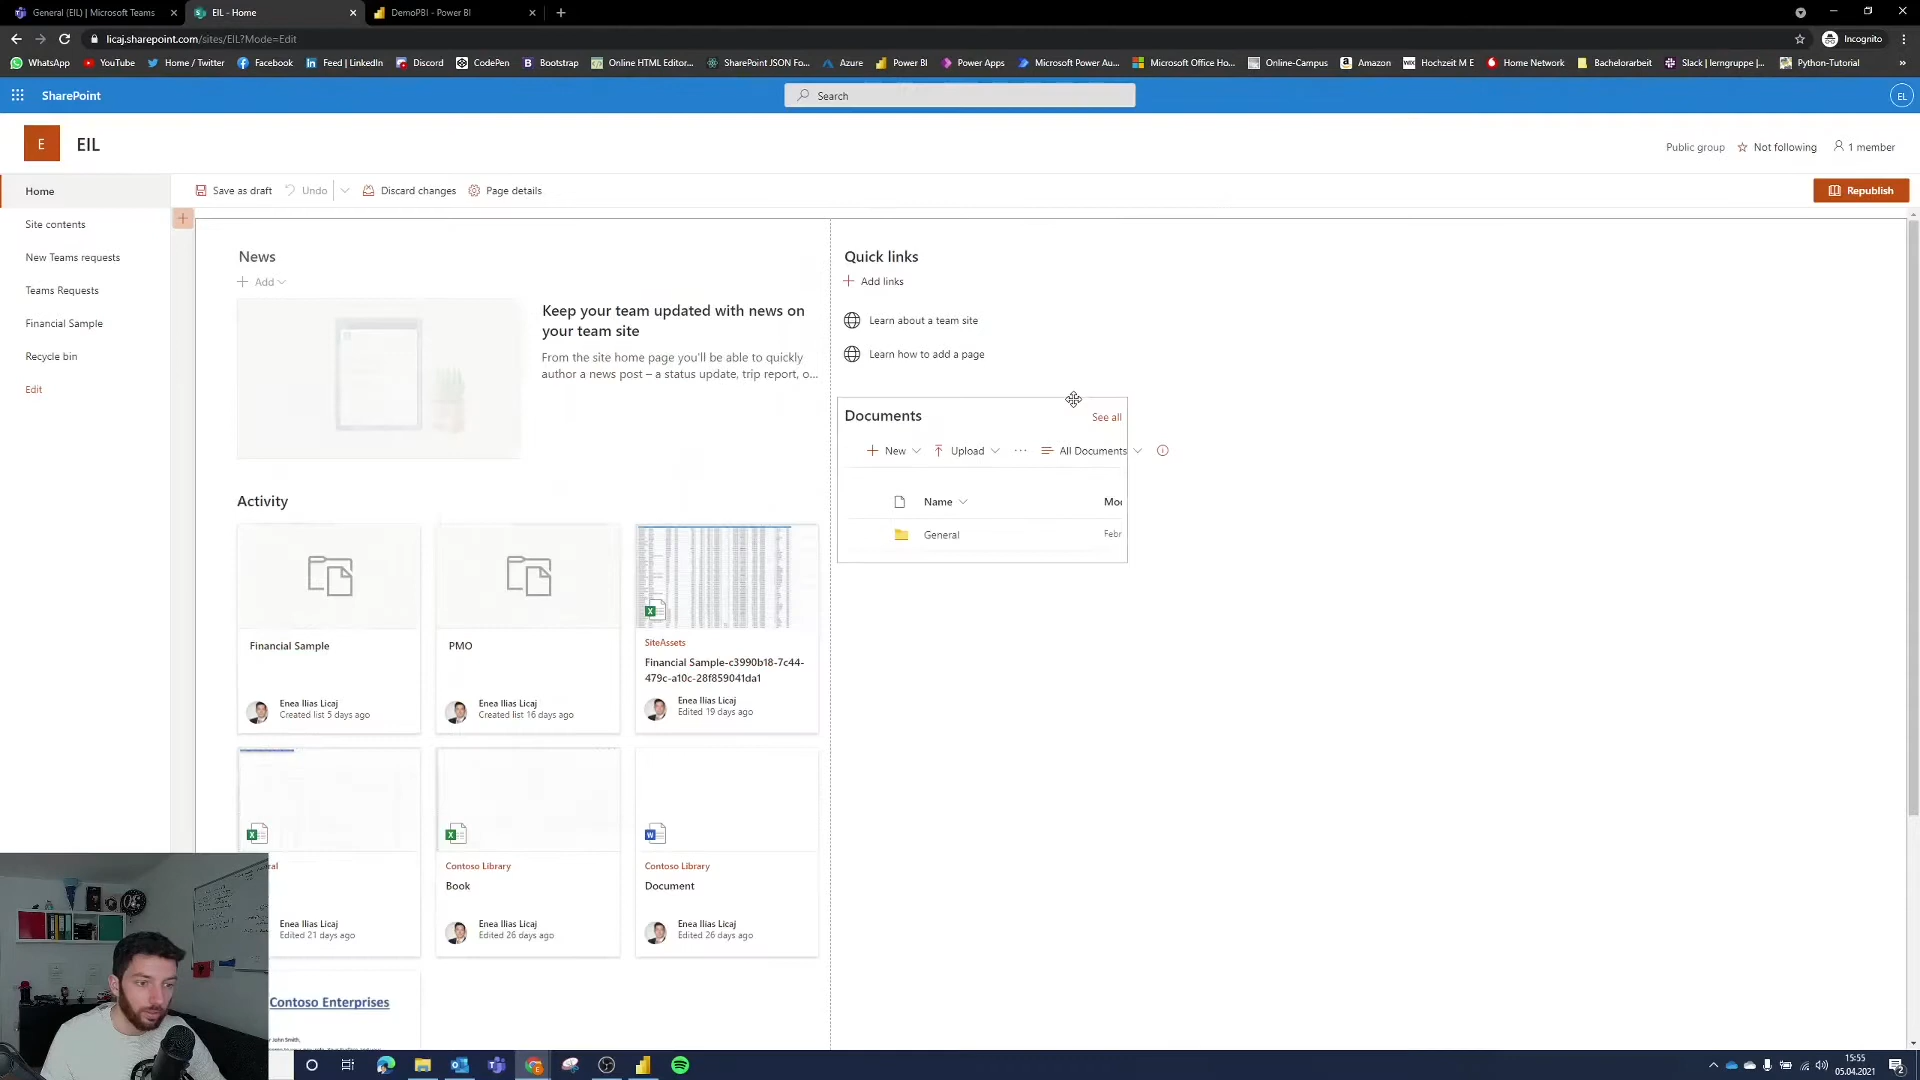 General (EIL) | Microsoft Teams
EIL - Home
DemoPBI - Power BI
licaj.sharepoint.com/sites/EIL?Mode=Edit
Incognito
WhatsApp
YouTube
Home / Twitter
Facebook
Feed | LinkedIn
Discord
CodePen
Bootstrap
Online HTML Editor...
SharePoint JSON Fo...
Azure
Power BI
Power Apps
Microsoft Power Au...
Microsoft Office Ho...
Online-Campus
Amazon
Hochzeit M E
Home Network
Bachelorarbeit
Slack | lerngruppe |...
Python-Tutorial
SharePoint
Search
EL
E
EIL
Public group
Not following
1 member
Home
Site contents
New Teams requests
Teams Requests
Financial Sample
Recycle bin
Edit
Save as draft
Undo
Discard changes
Page details
Republish
News
Add
Keep your team updated with news on
your team site
From the site home page you'll be able to quickly
author a news post – a status update, trip report, o...
Quick links
Add links
Learn about a team site
Learn how to add a page
Documents
See all
New
Upload
...
All Documents
Name
Mod
General
Febr
Activity
Financial Sample
Enea Ilias Licaj
Created list 5 days ago
PMO
Enea Ilias Licaj
Created list 16 days ago
SiteAssets
Financial Sample-c3990b18-7c44-
479c-a10c-28f859041da1
Enea Ilias Licaj
Edited 19 days ago
ral
Enea Ilias Licaj
Edited 21 days ago
Contoso Library
Book
Enea Ilias Licaj
Edited 26 days ago
Contoso Library
Document
Enea Ilias Licaj
Edited 26 days ago
Contoso Enterprises
John Smith,
15:55
05.04.2021